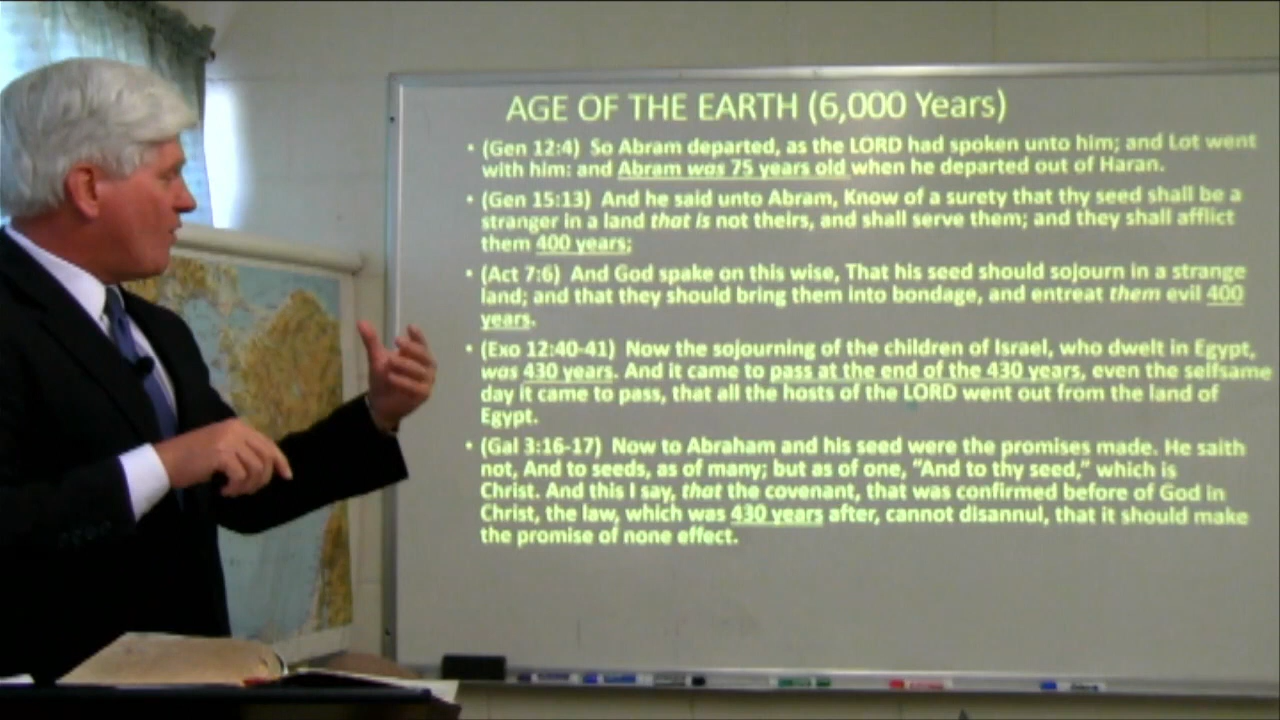 AGE OF THE EARTH (6,000 Years)
• (Gen 12:4) So Abram departed, as the LORD had spoken unto him; and Lot went
with him: and Abram was 75 years old when he departed out of Haran.
• (Gen 15:13) And he said unto Abram, Know of a surety that thy seed shall be a
stranger in a land that is not theirs, and shall serve them; and they shall afflict
them 400 years;
• (Act 7:6) And God spake on this wise, That his seed should sojourn in a strange
land; and that they should bring them into bondage, and entreat them evil 400
years.
• (Exo 12:40-41) Now the sojourning of the children of Israel, who dwelt in Egypt,
was 430 years. And it came to pass at the end of the 430 years, even the selfsame
day it came to pass, that all the hosts of the LORD went out from the land of
Egypt.
• (Gal 3:16-17) Now to Abraham and his seed were the promises made. He saith
not, And to seeds, as of many; but as of one, “And to thy seed,” which is
Christ. And this I say, that the covenant, that was confirmed before of God in
Christ, the law, which was 430 years after, cannot disannul, that it should make
the promise of none effect.